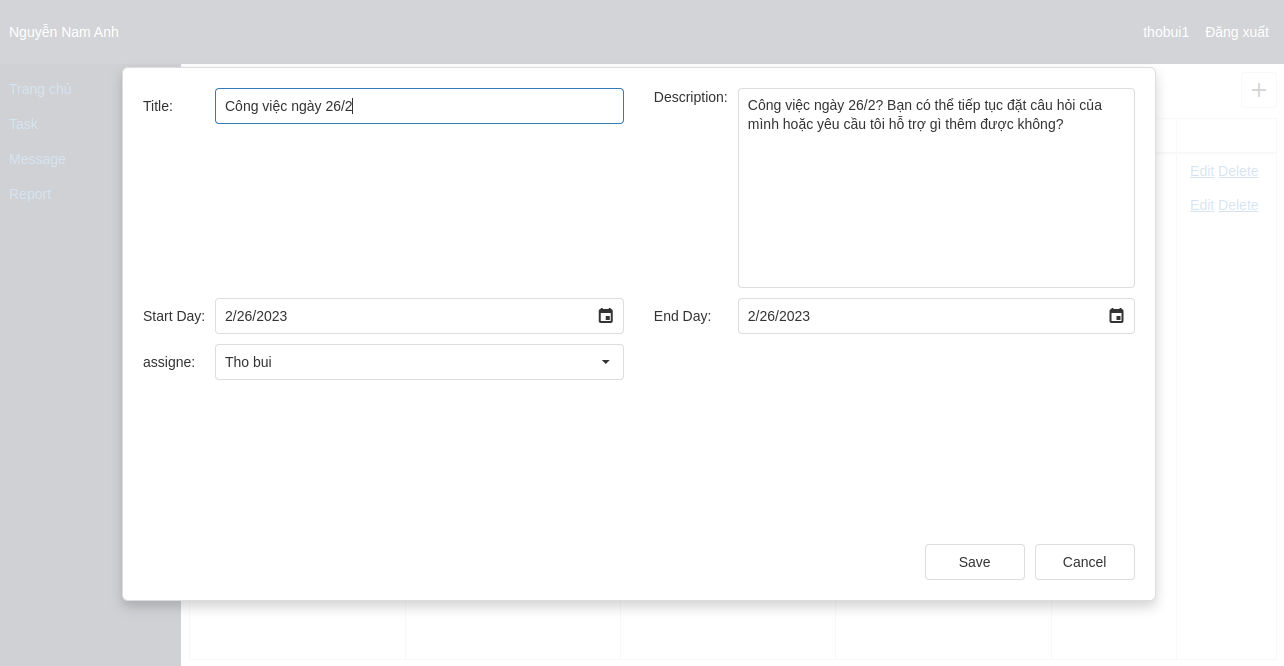 Nguyễn Nam Anh
thobui1 Đăng xuất
Trang chủ
Task
Message
Report
Title: Công việc ngày 26/2
Description: Công việc ngày 26/2? Bạn có thể tiếp tục đặt câu hỏi của
mình hoặc yêu cầu tôi hỗ trợ gì thêm được không?
Edit Delete
Edit Delete
Start Day: 2/26/2023
End Day: 2/26/2023
assigne: Tho bui
Save
Cancel